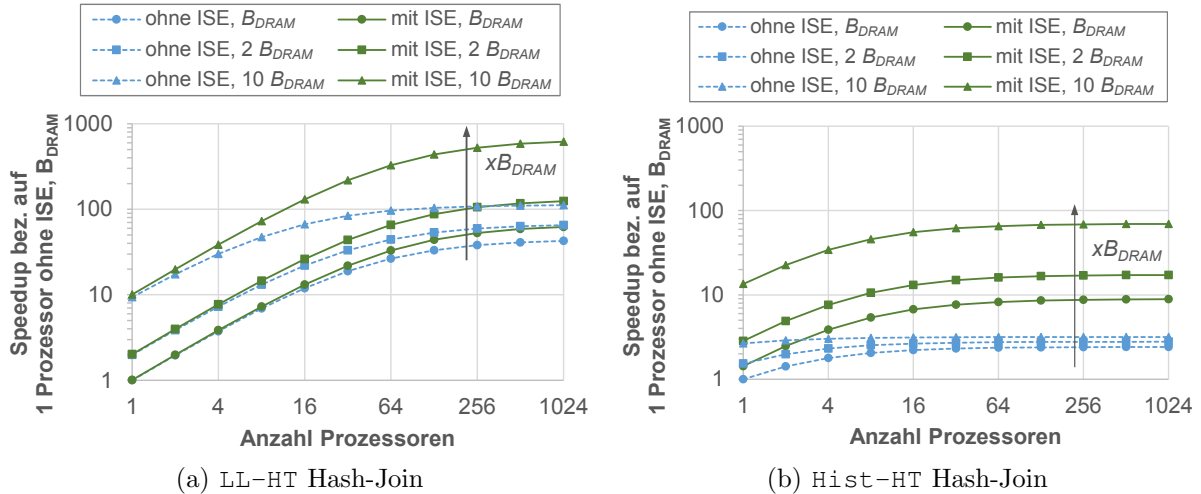 ohne ISE, B_DRAM mit ISE, B_DRAM
ohne ISE, 2 B_DRAM mit ISE, 2 B_DRAM
ohne ISE, 10 B_DRAM mit ISE, 10 B_DRAM
Speedup bez. auf
1 Prozessor ohne ISE, B_DRAM
1000
100
10
1
xB_DRAM
1 4 16 64 256 1024
Anzahl Prozessoren
(a) LL-HT Hash-Join
ohne ISE, B_DRAM mit ISE, B_DRAM
ohne ISE, 2 B_DRAM mit ISE, 2 B_DRAM
ohne ISE, 10 B_DRAM mit ISE, 10 B_DRAM
Speedup bez. auf
1 Prozessor ohne ISE, B_DRAM
1000
100
10
1
xB_DRAM
1 4 16 64 256 1024
Anzahl Prozessoren
(b) Hist-HT Hash-Join